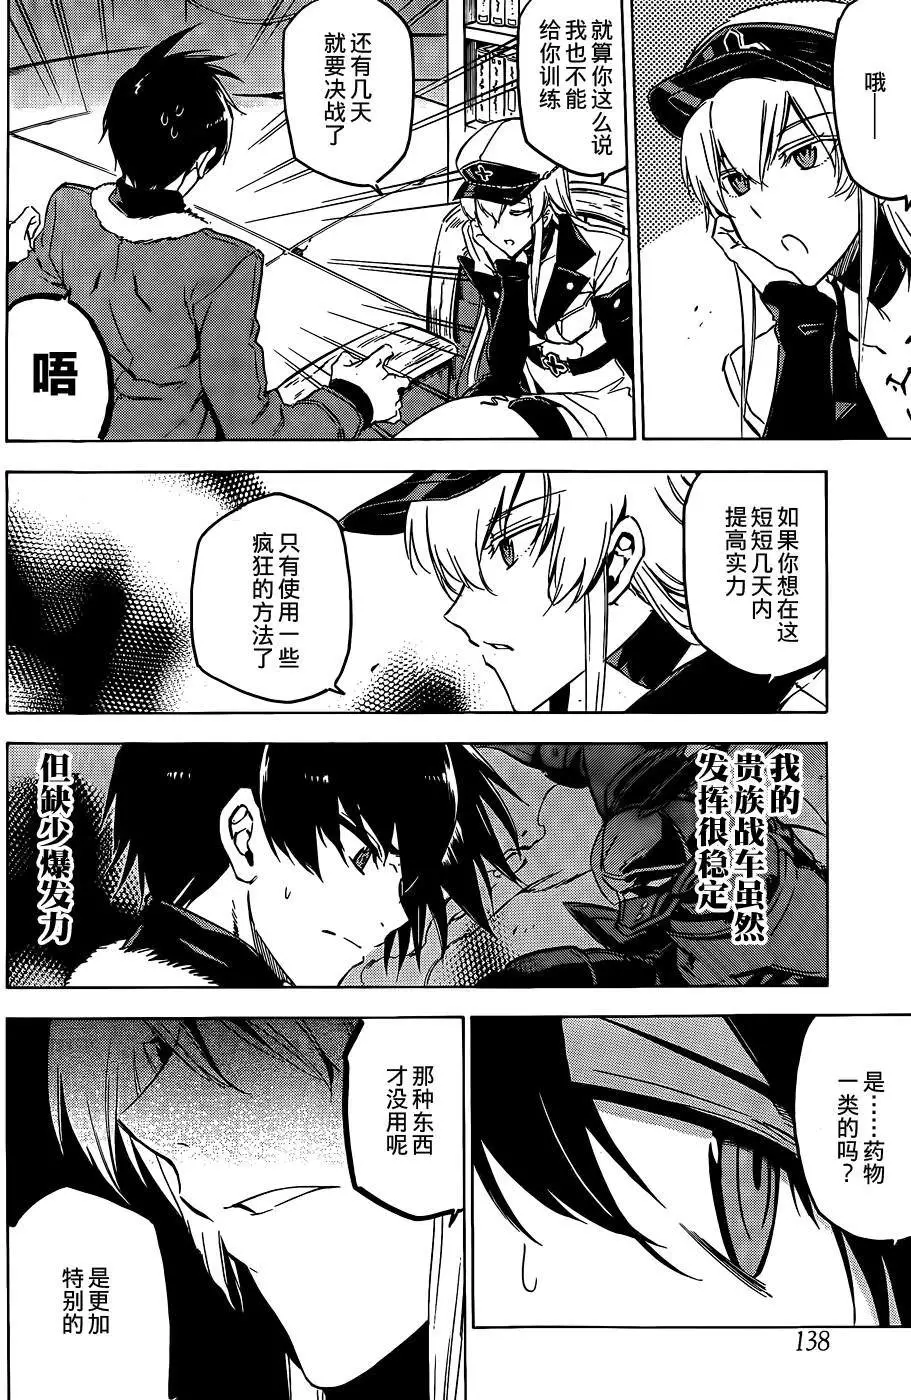 哦——
就算你这么说
我也不能
给你训练
还有几天
就要决战了
唔
如果你想在这
短短几天内
提高实力
只有使用一些
疯狂的方法了
我的
贵族战车虽然
发挥很稳定
但缺少爆发力
是……药物
一类的吗？
那种东西
才没用呢
是更加
特别的
138